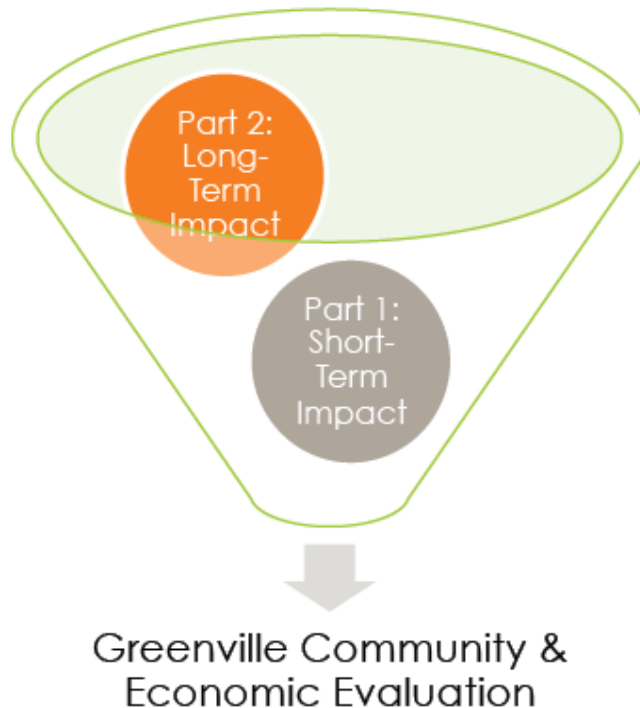 Part 2:
Long-
Term
Impact
Part 1:
Short-
Term
Impact
Greenville Community &
Economic Evaluation